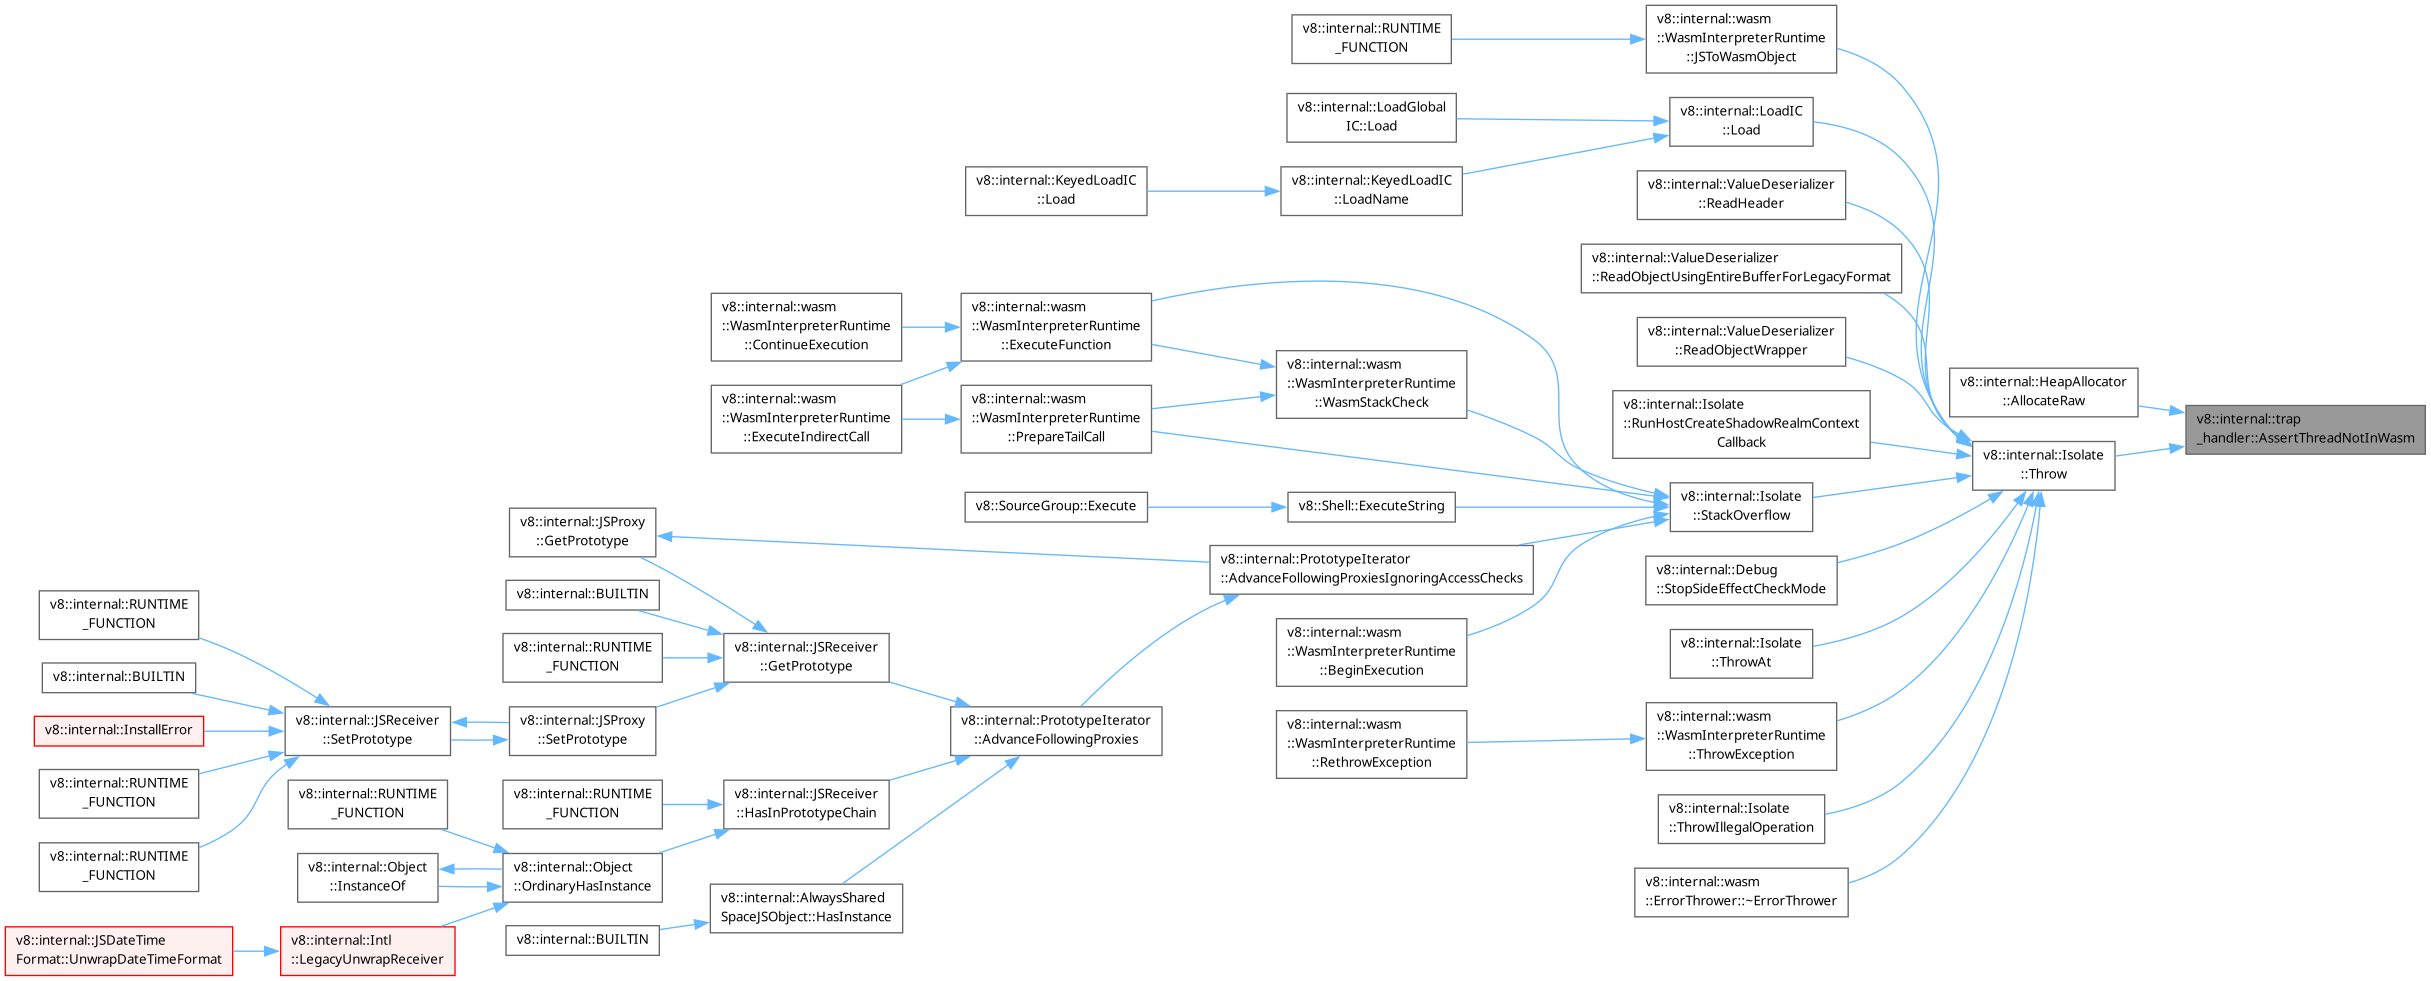 v8::internal::trap
_handler::AssertThreadNotInWasm
v8::internal::HeapAllocator
::AllocateRaw
v8::internal::Isolate
::Throw
v8::internal::wasm
::WasmInterpreterRuntime
::JSToWasmObject
v8::internal::RUNTIME
_FUNCTION
v8::internal::LoadIC
::Load
v8::internal::LoadGlobal
IC::Load
v8::internal::KeyedLoadIC
::LoadName
v8::internal::KeyedLoadIC
::Load
v8::internal::ValueDeserializer
::ReadHeader
v8::internal::ValueDeserializer
::ReadObjectUsingEntireBufferForLegacyFormat
v8::internal::ValueDeserializer
::ReadObjectWrapper
v8::internal::Isolate
::RunHostCreateShadowRealmContext
Callback
v8::internal::Isolate
::StackOverflow
v8::internal::wasm
::WasmInterpreterRuntime
::ExecuteFunction
v8::internal::wasm
::WasmInterpreterRuntime
::ContinueExecution
v8::internal::wasm
::WasmInterpreterRuntime
::ExecuteIndirectCall
v8::internal::wasm
::WasmInterpreterRuntime
::PrepareTailCall
v8::internal::wasm
::WasmInterpreterRuntime
::WasmStackCheck
v8::Shell::ExecuteString
v8::SourceGroup::Execute
v8::internal::PrototypeIterator
::AdvanceFollowingProxiesIgnoringAccessChecks
v8::internal::PrototypeIterator
::AdvanceFollowingProxies
v8::internal::JSReceiver
::GetPrototype
v8::internal::JSProxy
::GetPrototype
v8::internal::BUILTIN
v8::internal::RUNTIME
_FUNCTION
v8::internal::JSProxy
::SetPrototype
v8::internal::JSReceiver
::SetPrototype
v8::internal::RUNTIME
_FUNCTION
v8::internal::BUILTIN
v8::internal::InstallError
v8::internal::RUNTIME
_FUNCTION
v8::internal::RUNTIME
_FUNCTION
v8::internal::JSReceiver
::HasInPrototypeChain
v8::internal::RUNTIME
_FUNCTION
v8::internal::Object
::OrdinaryHasInstance
v8::internal::RUNTIME
_FUNCTION
v8::internal::Object
::InstanceOf
v8::internal::Intl
::LegacyUnwrapReceiver
v8::internal::JSDateTime
Format::UnwrapDateTimeFormat
v8::internal::AlwaysShared
SpaceJSObject::HasInstance
v8::internal::BUILTIN
v8::internal::wasm
::WasmInterpreterRuntime
::BeginExecution
v8::internal::Debug
::StopSideEffectCheckMode
v8::internal::Isolate
::ThrowAt
v8::internal::wasm
::WasmInterpreterRuntime
::ThrowException
v8::internal::wasm
::WasmInterpreterRuntime
::RethrowException
v8::internal::Isolate
::ThrowIllegalOperation
v8::internal::wasm
::ErrorThrower::~ErrorThrower